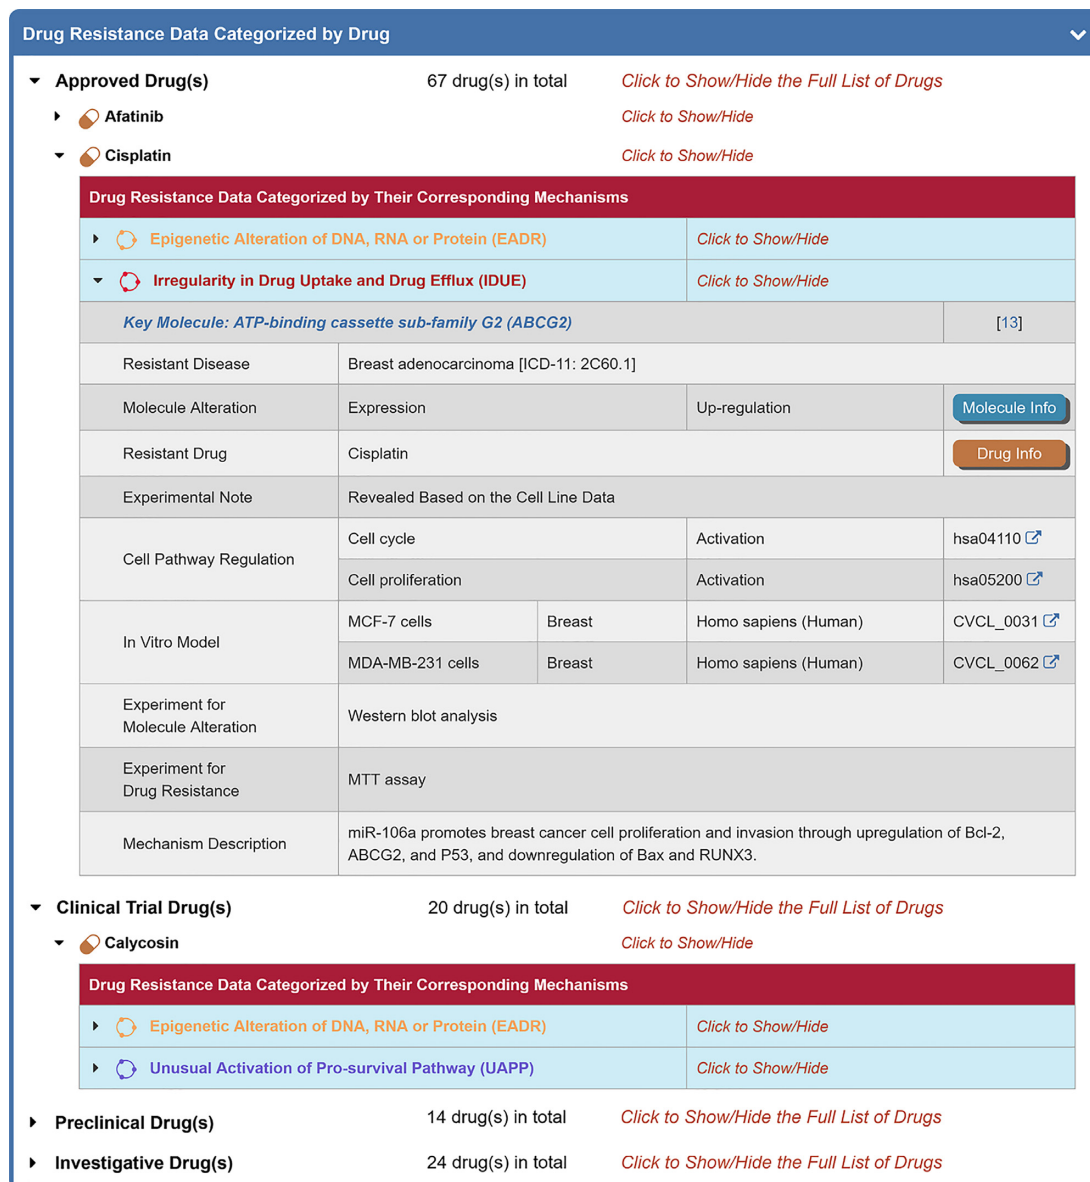 Drug Resistance Data Categorized by Drug
Approved Drug(s) 67 drug(s) in total Click to Show/Hide the Full List of Drugs
Afatinib Click to Show/Hide
Cisplatin Click to Show/Hide
Drug Resistance Data Categorized by Their Corresponding Mechanisms
Epigenetic Alteration of DNA, RNA or Protein (EADR) Click to Show/Hide
Irregularity in Drug Uptake and Drug Efflux (IDUE) Click to Show/Hide
Key Molecule: ATP-binding cassette sub-family G2 (ABCG2) [13]
Resistant Disease Breast adenocarcinoma [ICD-11: 2C60.1]
Molecule Alteration Expression Up-regulation Molecule Info
Resistant Drug Cisplatin Drug Info
Experimental Note Revealed Based on the Cell Line Data
Cell Pathway Regulation
Cell cycle Activation hsa04110
Cell proliferation Activation hsa05200
In Vitro Model
MCF-7 cells Breast Homo sapiens (Human) CVCL_0031
MDA-MB-231 cells Breast Homo sapiens (Human) CVCL_0062
Experiment for
Molecule Alteration
Western blot analysis
Experiment for
Drug Resistance
MTT assay
Mechanism Description
miR-106a promotes breast cancer cell proliferation and invasion through upregulation of Bcl-2,
ABCG2, and P53, and downregulation of Bax and RUNX3.
Clinical Trial Drug(s) 20 drug(s) in total Click to Show/Hide the Full List of Drugs
Calycosin Click to Show/Hide
Drug Resistance Data Categorized by Their Corresponding Mechanisms
Epigenetic Alteration of DNA, RNA or Protein (EADR) Click to Show/Hide
Unusual Activation of Pro-survival Pathway (UAPP) Click to Show/Hide
Preclinical Drug(s) 14 drug(s) in total Click to Show/Hide the Full List of Drugs
Investigative Drug(s) 24 drug(s) in total Click to Show/Hide the Full List of Drugs